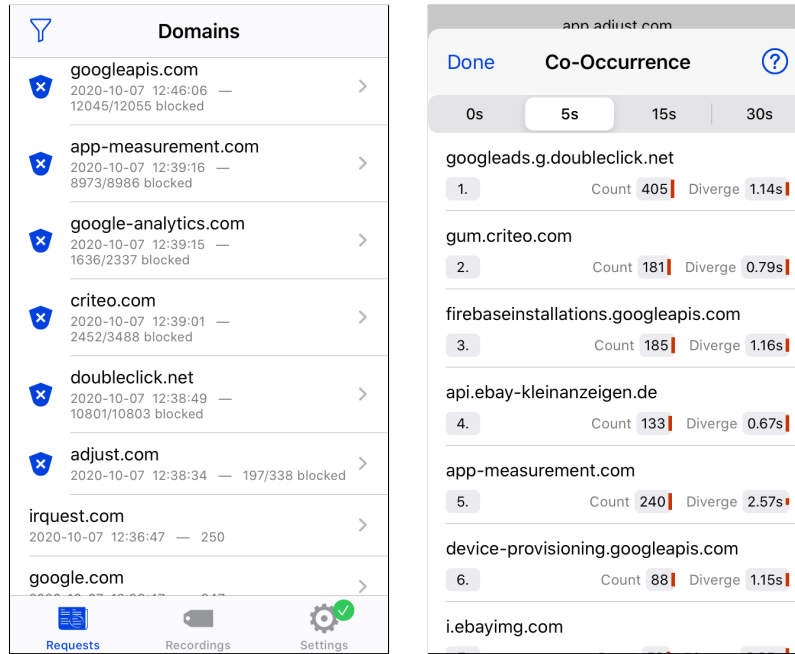 Domains
googleapis.com
2020-10-07 12:46:06 —
12045/12055 blocked
app-measurement.com
2020-10-07 12:39:16 —
8973/8986 blocked
google-analytics.com
2020-10-07 12:39:15 —
1636/2337 blocked
criteo.com
2020-10-07 12:39:01 —
2452/3488 blocked
doubleclick.net
2020-10-07 12:38:49 —
10801/10803 blocked
adjust.com
2020-10-07 12:38:34 — 197/338 blocked
irquest.com
2020-10-07 12:36:47 — 250
google.com
Requests
Recordings
Settings
app.adjust.com
Done
Co-Occurrence
?
0s 5s 15s 30s
googleads.g.doubleclick.net
1. Count 405 Diverge 1.14s
gum.criteo.com
2. Count 181 Diverge 0.79s
firebaseinstallations.googleapis.com
3. Count 185 Diverge 1.16s
api.ebay-kleinanzeigen.de
4. Count 133 Diverge 0.67s
app-measurement.com
5. Count 240 Diverge 2.57s
device-provisioning.googleapis.com
6. Count 88 Diverge 1.15s
i.ebayimg.com